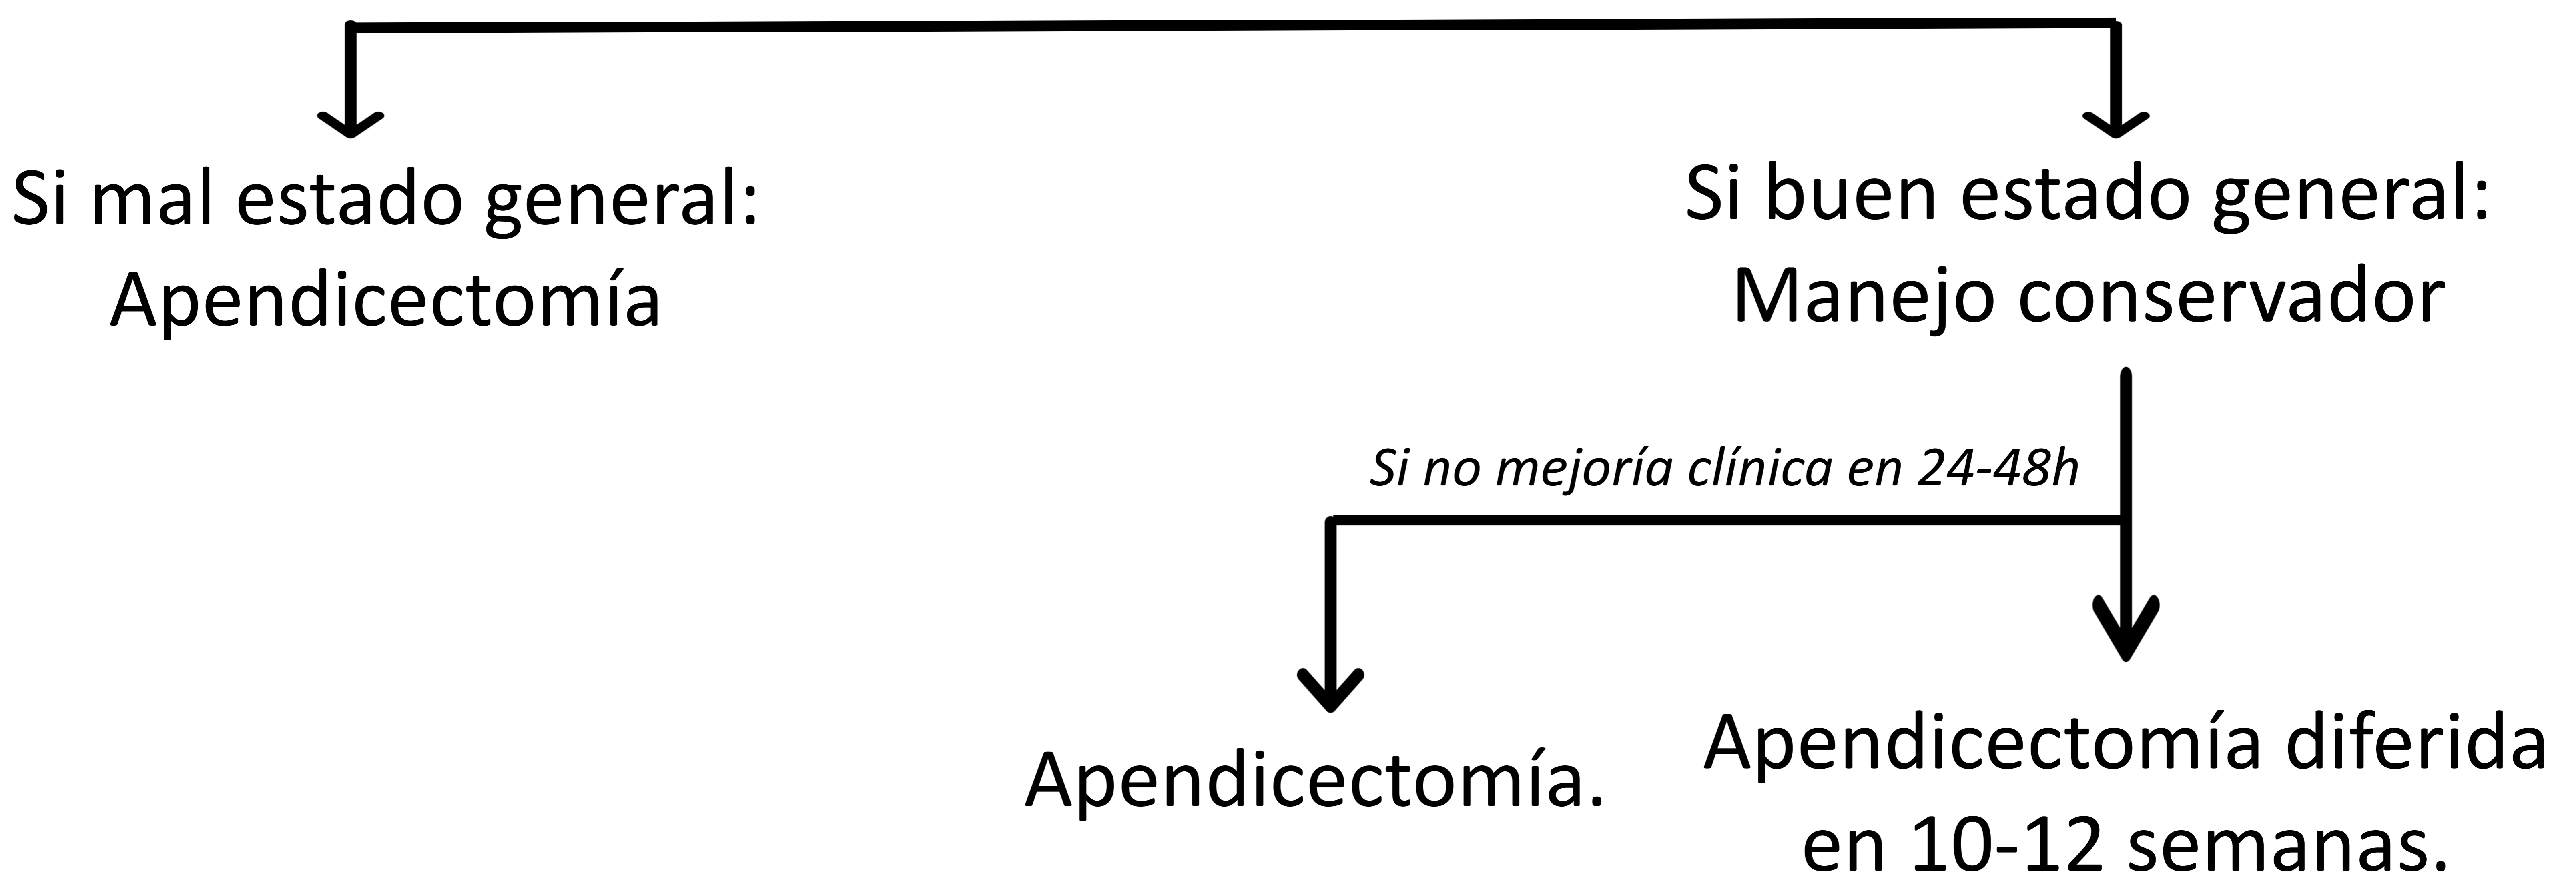 Si mal estado general:
Apendicectomía
Si buen estado general:
Manejo conservador
Si no mejoría clínica en 24-48h
Apendicectomía.
Apendicectomía diferida
en 10-12 semanas.